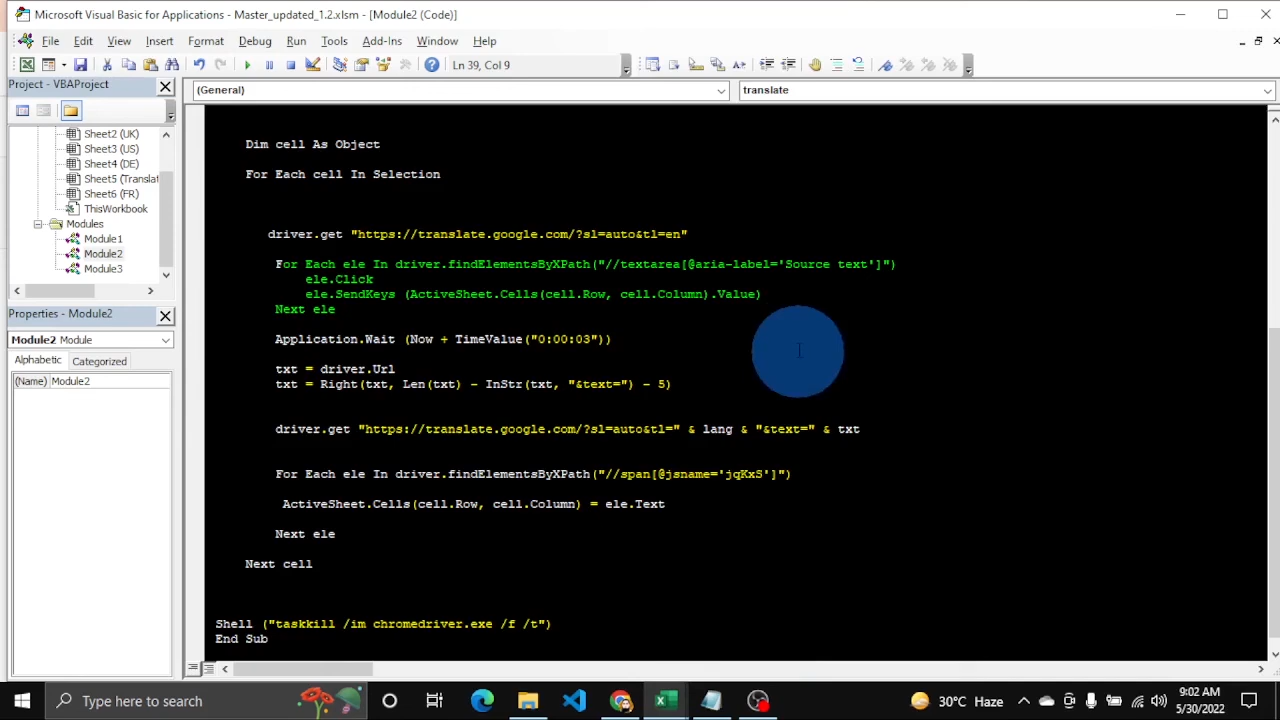 Microsoft Visual Basic for Applications - Master_updated_1.2.xlsm - [Module2 (Code)]
File Edit View Insert Format Debug Run Tools Add-Ins Window Help
Ln 39, Col 9
Project - VBAProject
(General)
translate
Sheet2 (UK)
Sheet3 (US)
Sheet4 (DE)
Sheet5 (Translat
Sheet6 (FR)
ThisWorkbook
Modules
Module1
Module2
Module3
Properties - Module2
Module2 Module
Alphabetic Categorized
(Name) Module2
Dim cell As Object
For Each cell In Selection
driver.get "https://translate.google.com/?sl=auto&tl=en"
For Each ele In driver.findElementsByXPath("//textarea[@aria-label='Source text']")
ele.Click
ele.SendKeys (ActiveSheet.Cells(cell.Row, cell.Column).Value)
Next ele
Application.Wait (Now + TimeValue("0:00:03"))
txt = driver.Url
txt = Right(txt, Len(txt) - InStr(txt, "&text=") - 5)
driver.get "https://translate.google.com/?sl=auto&tl=" & lang & "&text=" & txt
For Each ele In driver.findElementsByXPath("//span[@jsname='jqKxS']")
ActiveSheet.Cells(cell.Row, cell.Column) = ele.Text
Next ele
Next cell
Shell ("taskkill /im chromedriver.exe /f /t")
End Sub
Type here to search
30°C Haze
9:02 AM
5/30/2022